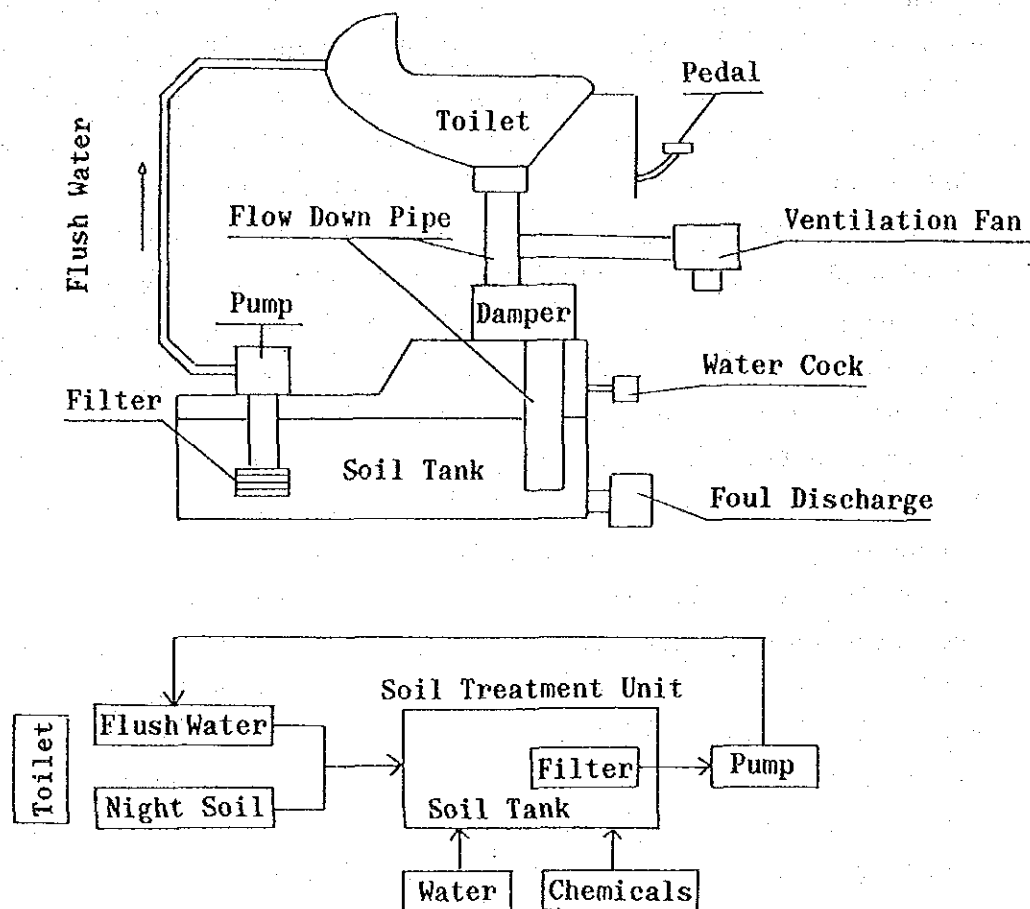 Pedal
Toilet
Flush Water
Flow Down Pipe
Ventilation Fan
Pump
Damper
Water Cock
Filter
Soil Tank
Foul Discharge
Soil Treatment Unit
Toilet
Flush Water
Filter
Pump
Night Soil
Soil Tank
Water
Chemicals